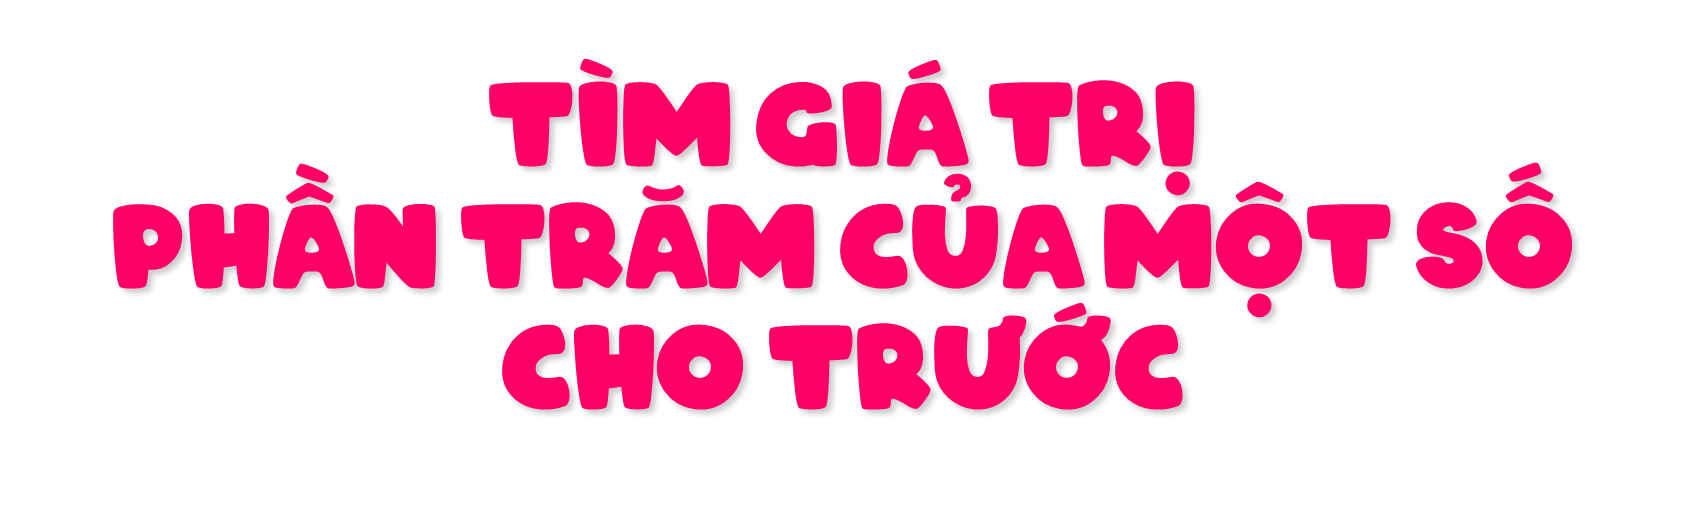 TÌM GIÁ TRỊ
PHẦN TRĂM CỦA MỘT SỐ
CHO TRƯỚC